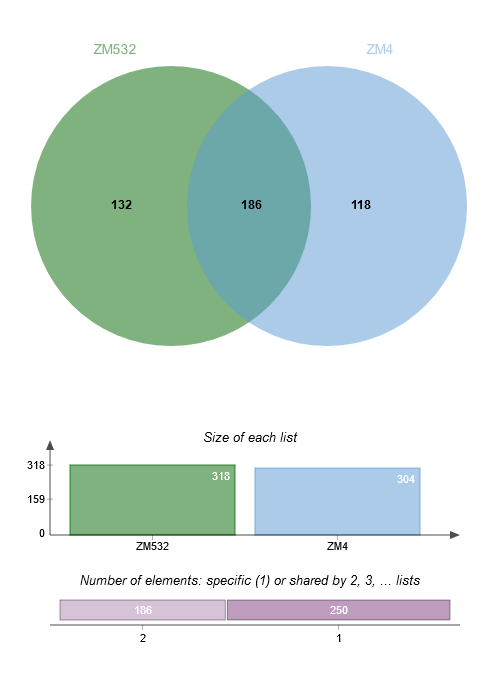 ZM532 ZM4
132 186 118
Size of each list
318
159
0
318
304
ZM532 ZM4
Number of elements: specific (1) or shared by 2, 3, ... lists
186 250
2 1